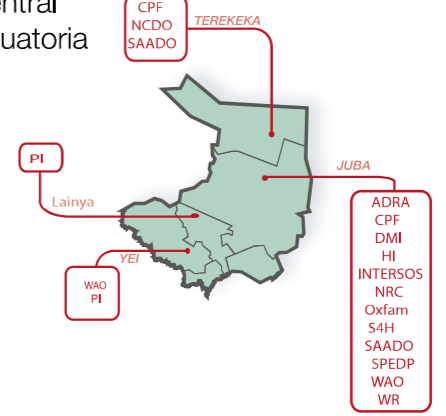 entral
uatoria
CPF
NCDO
SAADO
TEREKEKA
PI
Lainya
YEI
WAO
PI
JUBA
ADRA
CPF
DMI
HI
INTERSOS
NRC
Oxfam
S4H
SAADO
SPEDP
WAO
WR